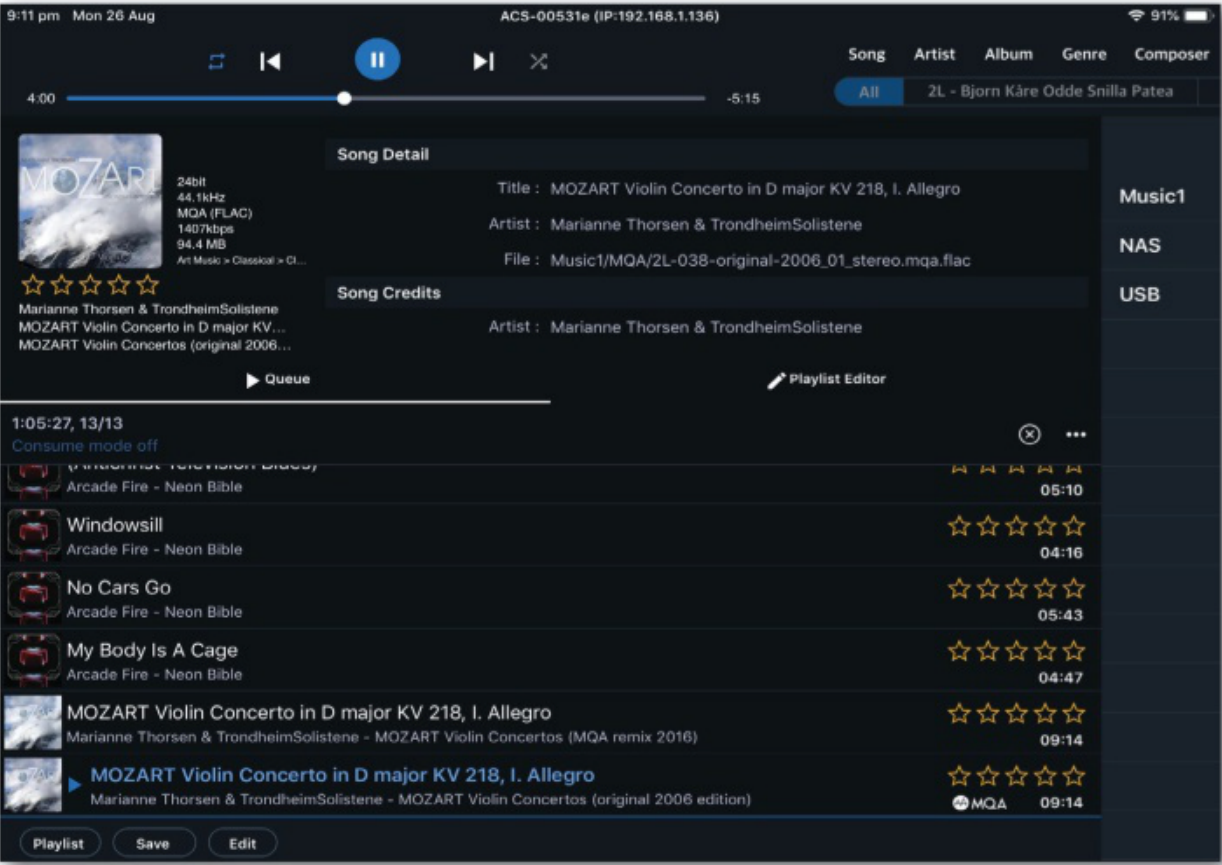 9:11 pm Mon 26 Aug
ACS-00531e (IP:192.168.1.136)
91%
Song Artist Album Genre Composer
4:00
-5:15
All
2L - Bjorn Kåre Odde Snilla Patea
MOZART
24bit
44.1kHz
MQA (FLAC)
1407kbps
94.4 MB
Art Music > Classical > Cl...
Marianne Thorsen & TrondheimSolistene
MOZART Violin Concerto in D major KV...
MOZART Violin Concertos (original 2006...
Song Detail
Title : MOZART Violin Concerto in D major KV 218, I. Allegro
Artist : Marianne Thorsen & TrondheimSolistene
File : Music1/MQA/2L-038-original-2006_01_stereo.mqa.flac
Song Credits
Artist : Marianne Thorsen & TrondheimSolistene
Music1
NAS
USB
Queue
Playlist Editor
1:05:27, 13/13
Consume mode off
(Antichrist Television Blues)
Arcade Fire - Neon Bible
05:10
Windowsill
Arcade Fire - Neon Bible
04:16
No Cars Go
Arcade Fire - Neon Bible
05:43
My Body Is A Cage
Arcade Fire - Neon Bible
04:47
MOZART Violin Concerto in D major KV 218, I. Allegro
Marianne Thorsen & TrondheimSolistene - MOZART Violin Concertos (MQA remix 2016)
09:14
MOZART Violin Concerto in D major KV 218, I. Allegro
Marianne Thorsen & TrondheimSolistene - MOZART Violin Concertos (original 2006 edition)
MQA 09:14
Playlist Save Edit